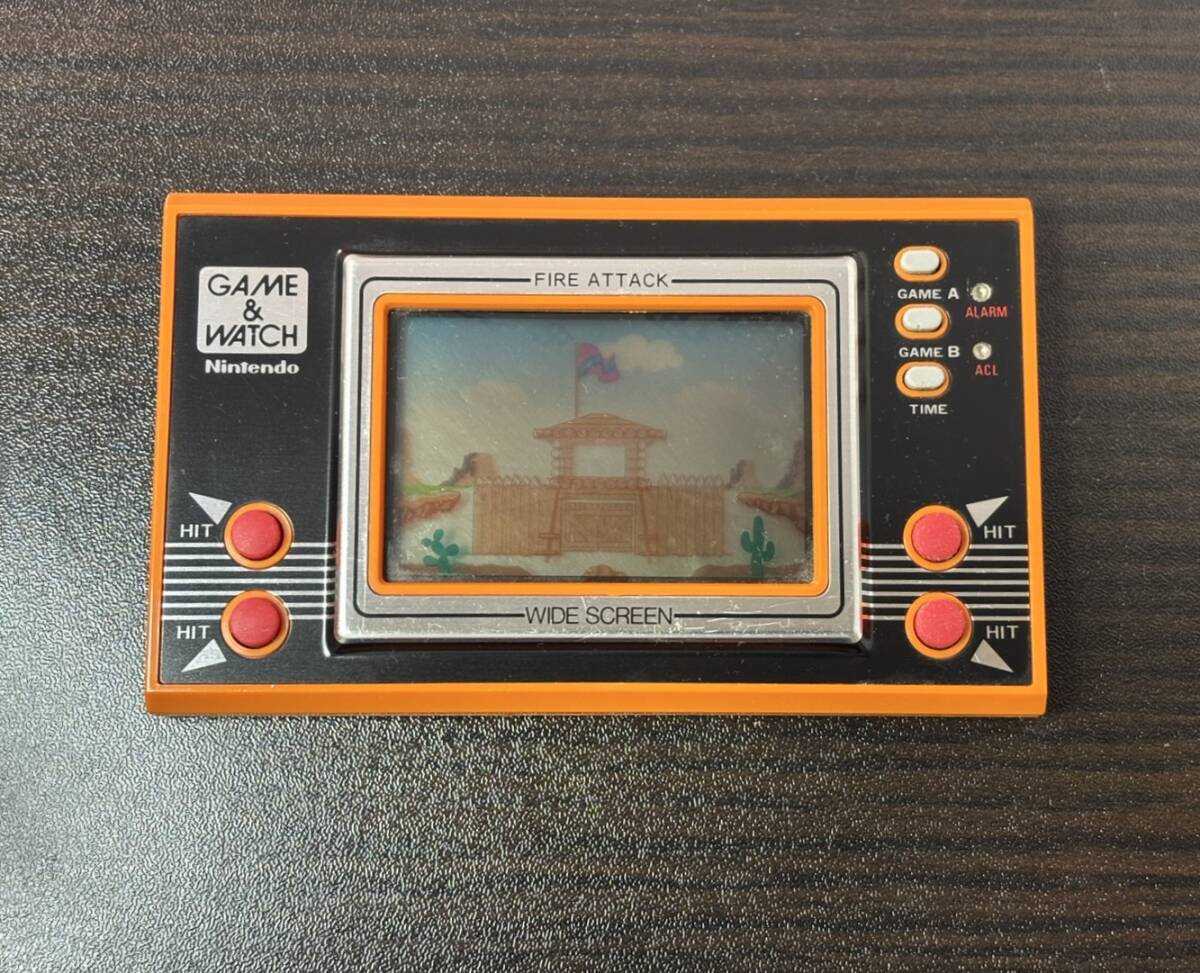 GAME
&
WATCH
Nintendo
FIRE ATTACK
GAME A
ALARM
GAME B
ACL
TIME
HIT
HIT
HIT
HIT
WIDE SCREEN